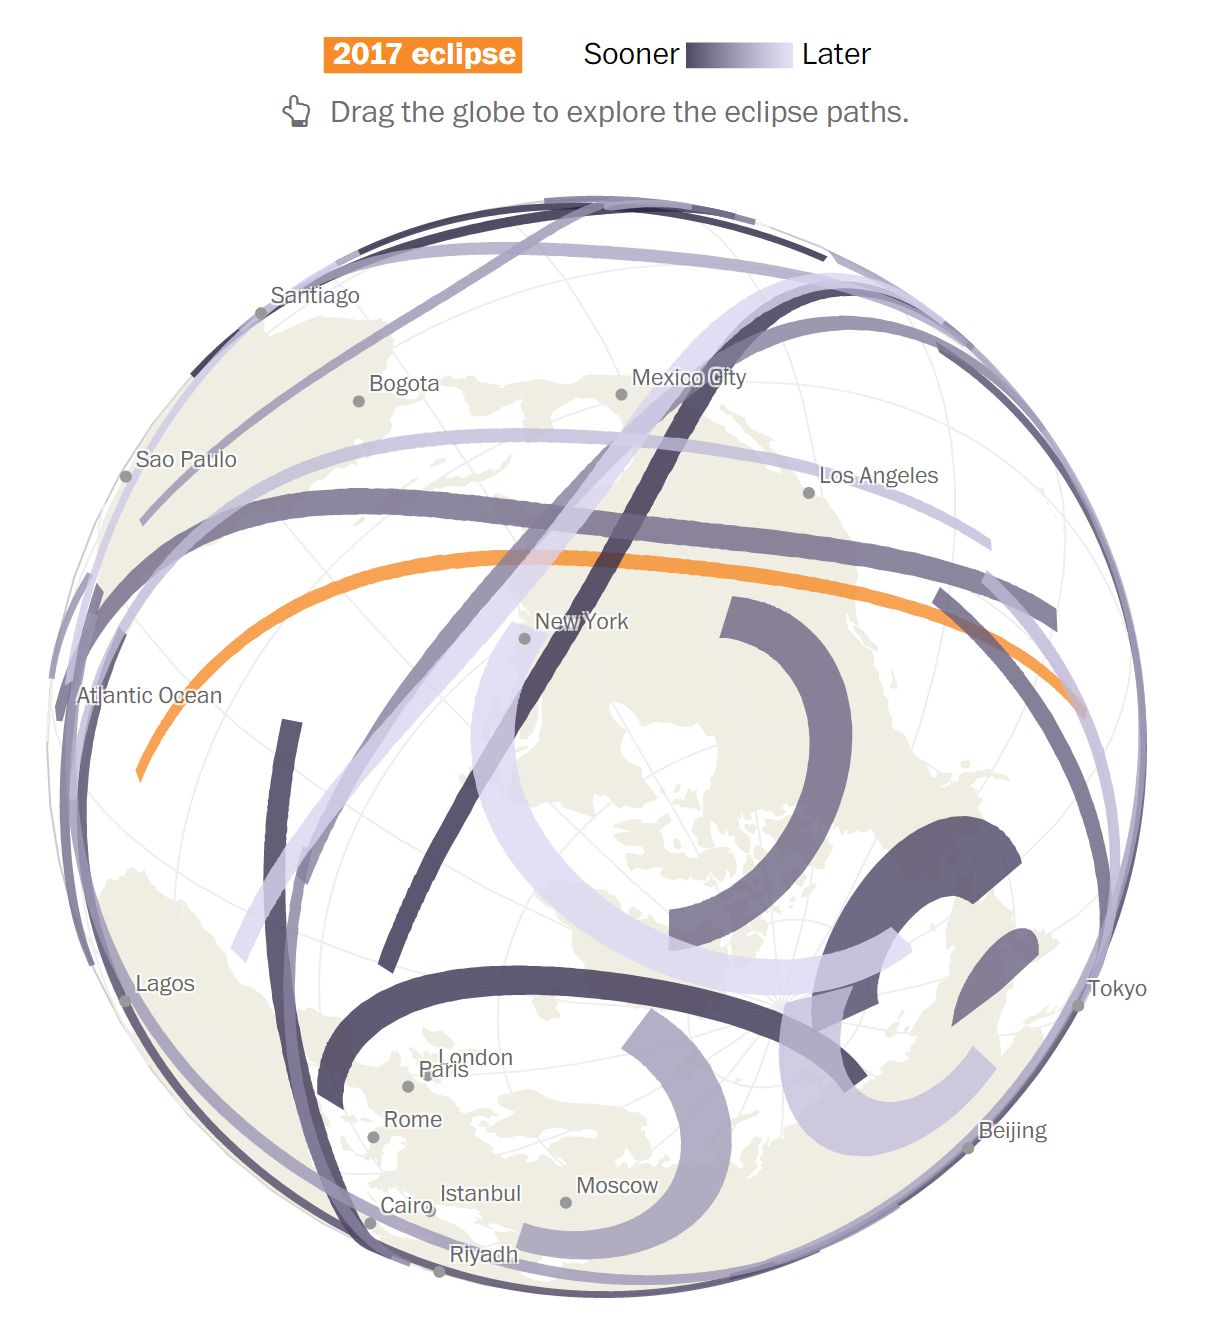 2017 eclipse
Sooner Later
Drag the globe to explore the eclipse paths.
Santiago
Bogota
Mexico City
Sao Paulo
Los Angeles
New York
Atlantic Ocean
Lagos
Tokyo
London
Paris
Rome
Beijing
Moscow
Istanbul
Cairo
Riyadh